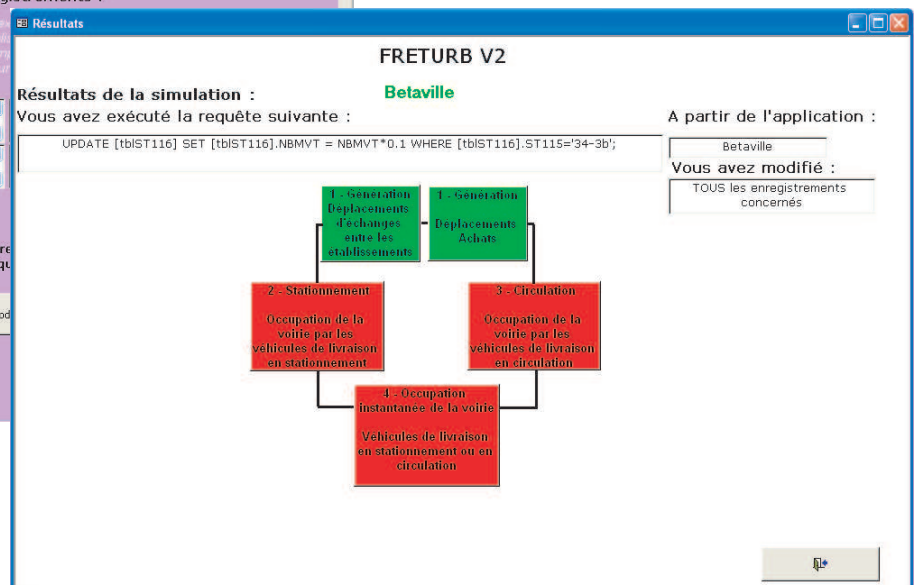 Résultats
FRETURB V2
Résultats de la simulation :
Betaville
Vous avez exécuté la requête suivante :
A partir de l'application :
UPDATE [tblST116] SET [tblST116].NBMVT = NBMVT*0.1 WHERE [tblST116].ST115='34-3b';
Betaville
Vous avez modifié :
TOUS les enregistrements
concernés
1 - Génération
Déplacements
d'échanges
entre les
établissements
1 - Génération
Déplacements
Achats
2 - Stationnement
Occupation de la
voirie par les
véhicules de livraison
en stationnement
3 - Circulation
Occupation de la
voirie par les
véhicules de livraison
en circulation
4 - Occupation
instantanée de la voirie
Véhicules de livraison
en stationnement ou en
circulation